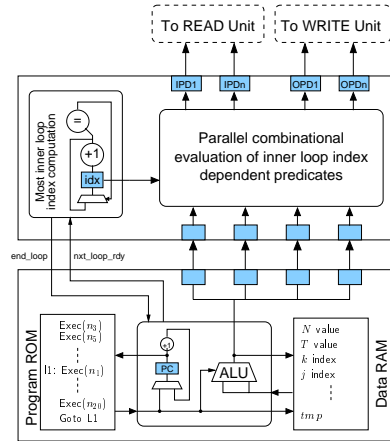 To READ Unit
To WRITE Unit
IPD1
IPDn
OPD1
OPDn
Most inner loop
index computation
=
+1
idx
Parallel combinational
evaluation of inner loop index
dependent predicates
end_loop
nxt_loop_rdy
Program ROM
Exec(n3)
Exec(n5)
l1: Exec(n1)
Exec(n20)
Goto L1
+1
PC
ALU
N value
T value
k index
j index
tmp
Data RAM